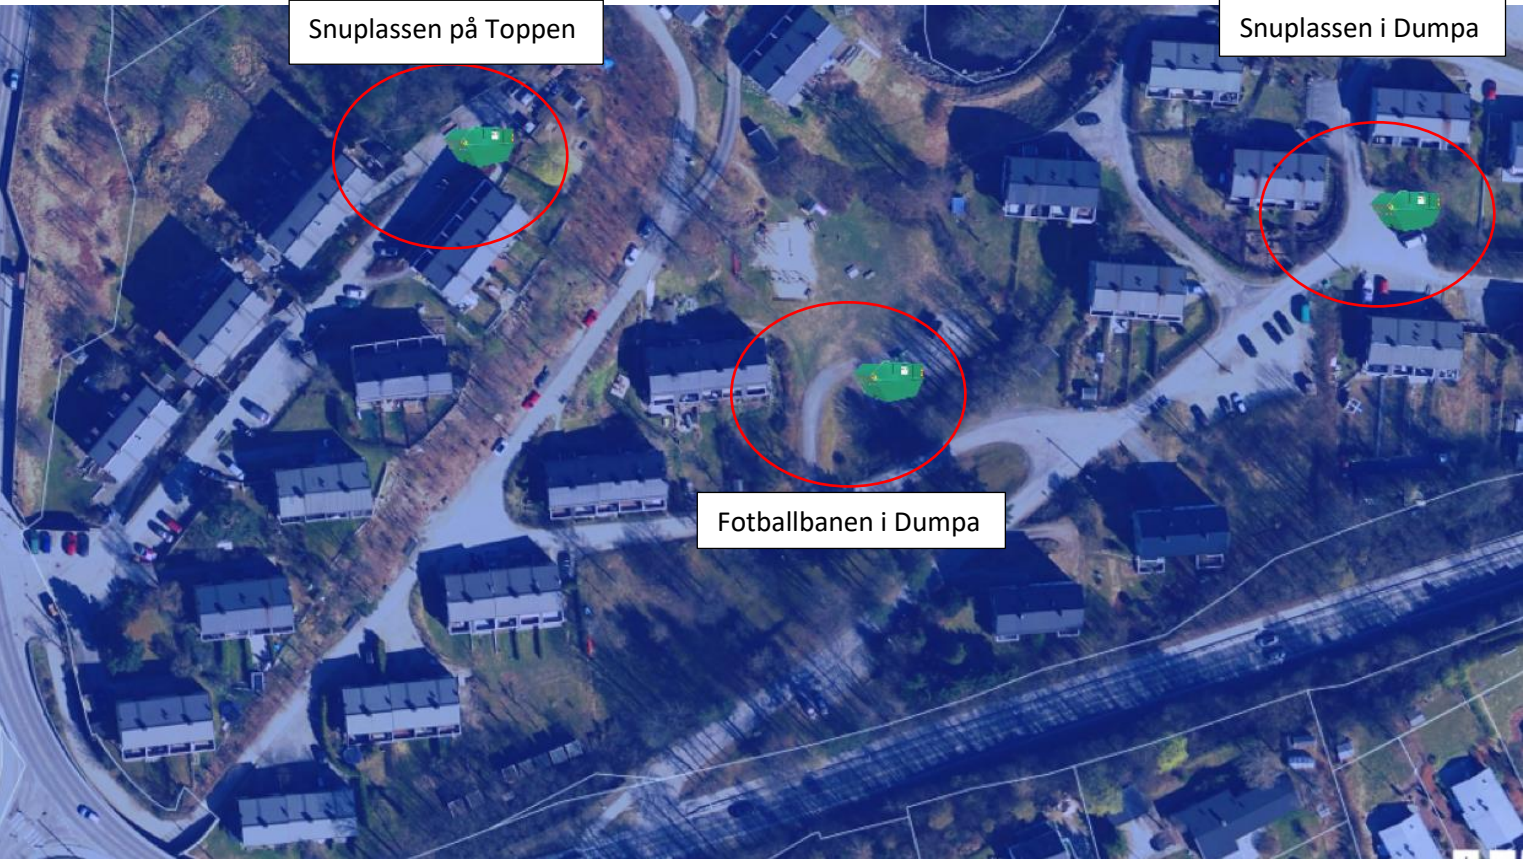 Snuplassen på Toppen
Snuplassen i Dumpa
Fotballbanen i Dumpa